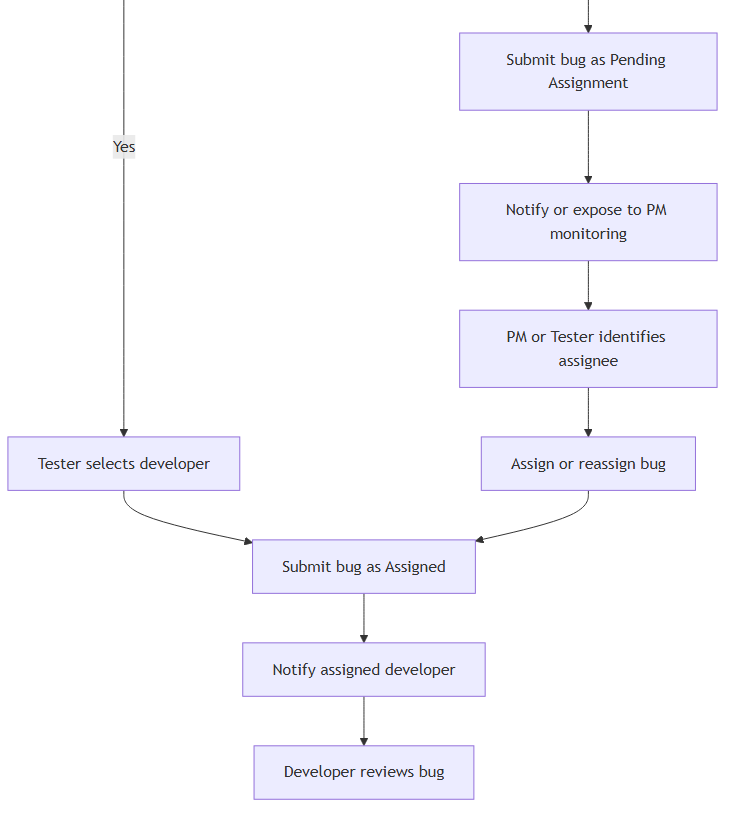 Submit bug as Pending
Assignment
Yes
Notify or expose to PM
monitoring
PM or Tester identifies
assignee
Tester selects developer
Assign or reassign bug
Submit bug as Assigned
Notify assigned developer
Developer reviews bug